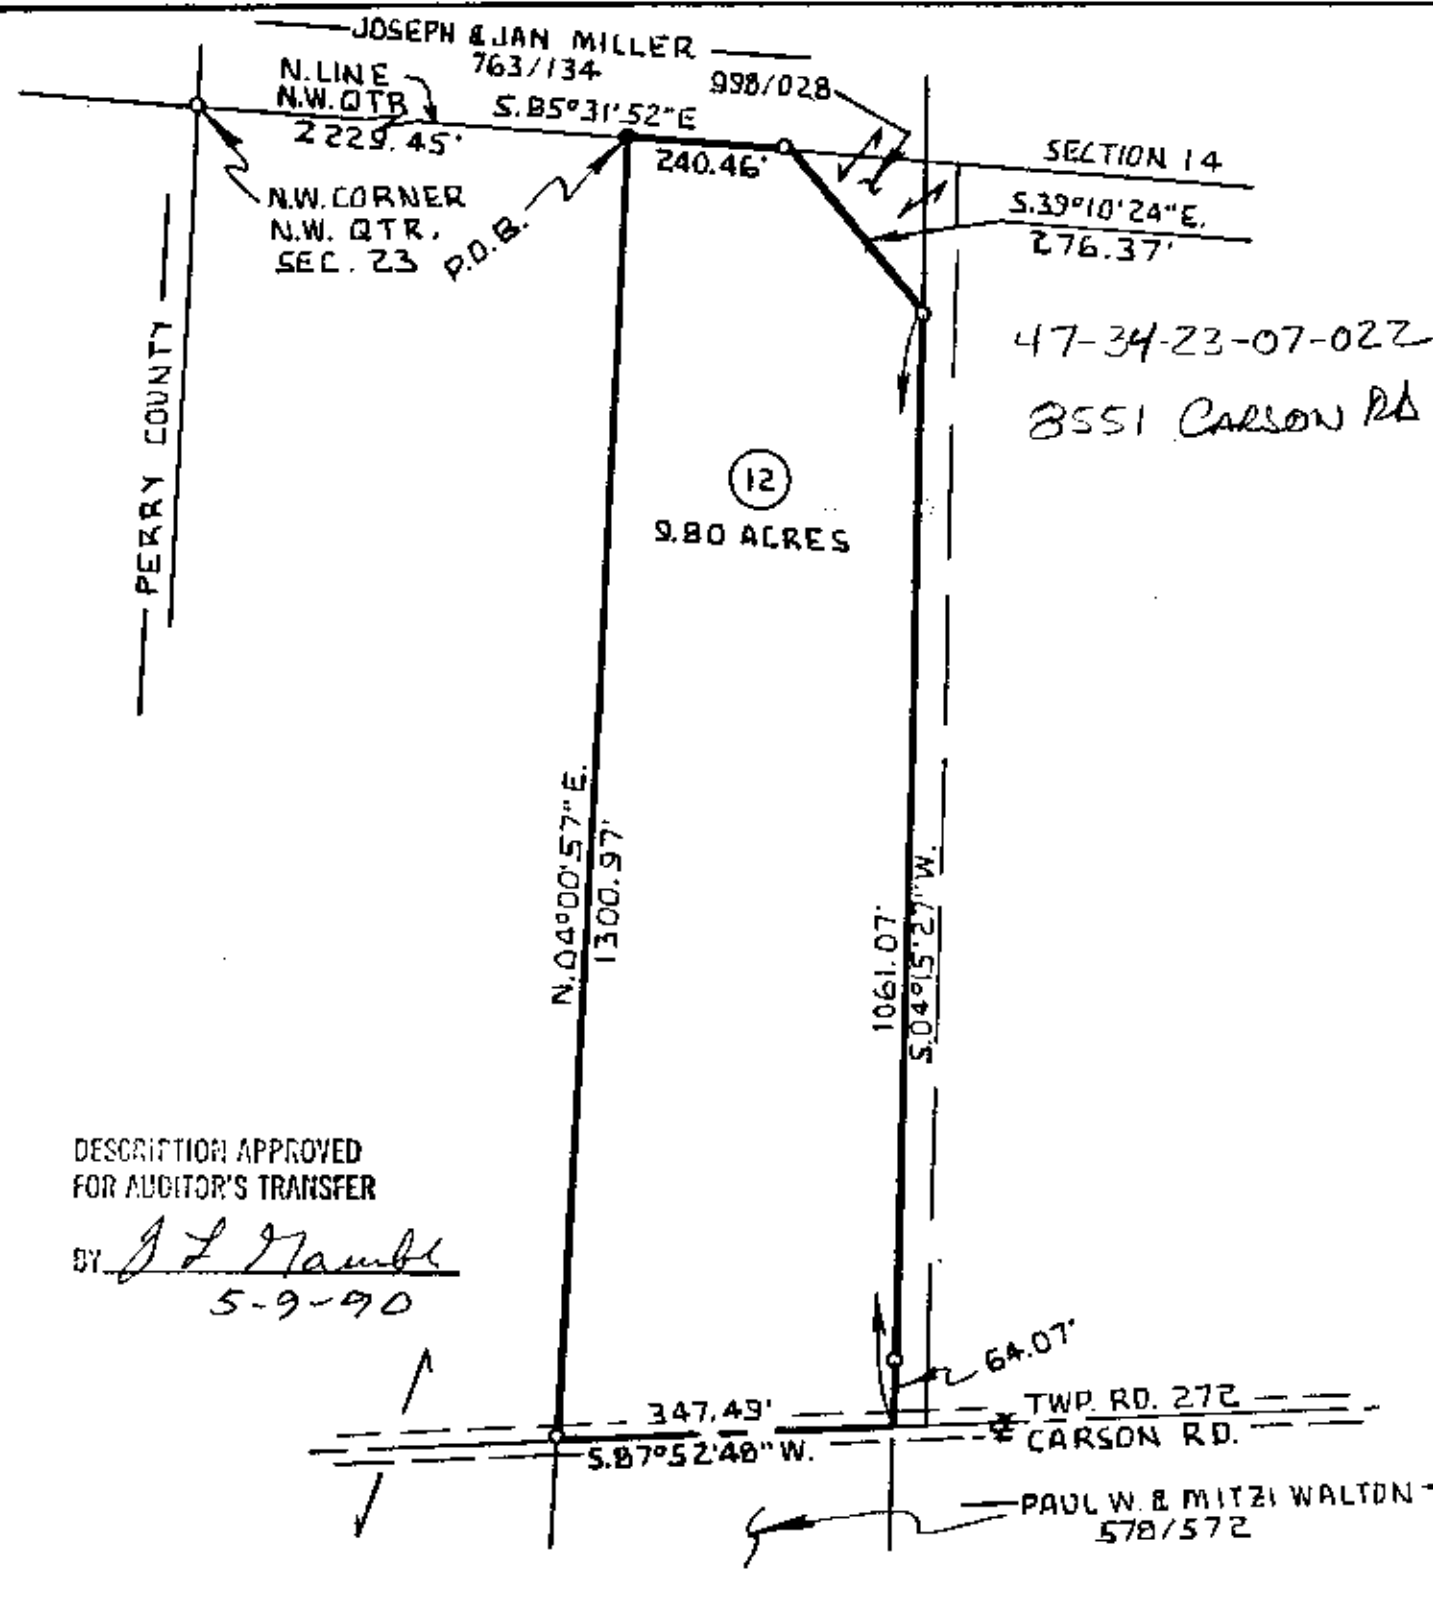 JOSEPH & JAN MILLER
763/134
998/028
N. LINE
N.W. QTR
2229.45'
S.85°31'52"E
240.46'
SECTION 14
S.39°10'24"E.
276.37'
N.W. CORNER
N.W. QTR.
SEC. 23
P.O.B.
47-34-23-07-022
8551 CARSON RD
PERRY COUNTY
12
9.80 ACRES
N.04°00'57"E.
1300.97'
1061.07'
S.04°15'27"W.
DESCRIPTION APPROVED
FOR AUDITOR'S TRANSFER
BY J L
5-9-90
64.07'
347.49'
S.87°52'48"W.
TWP. RD. 272
CARSON RD.
PAUL W. & MITZI WALTON
578/572